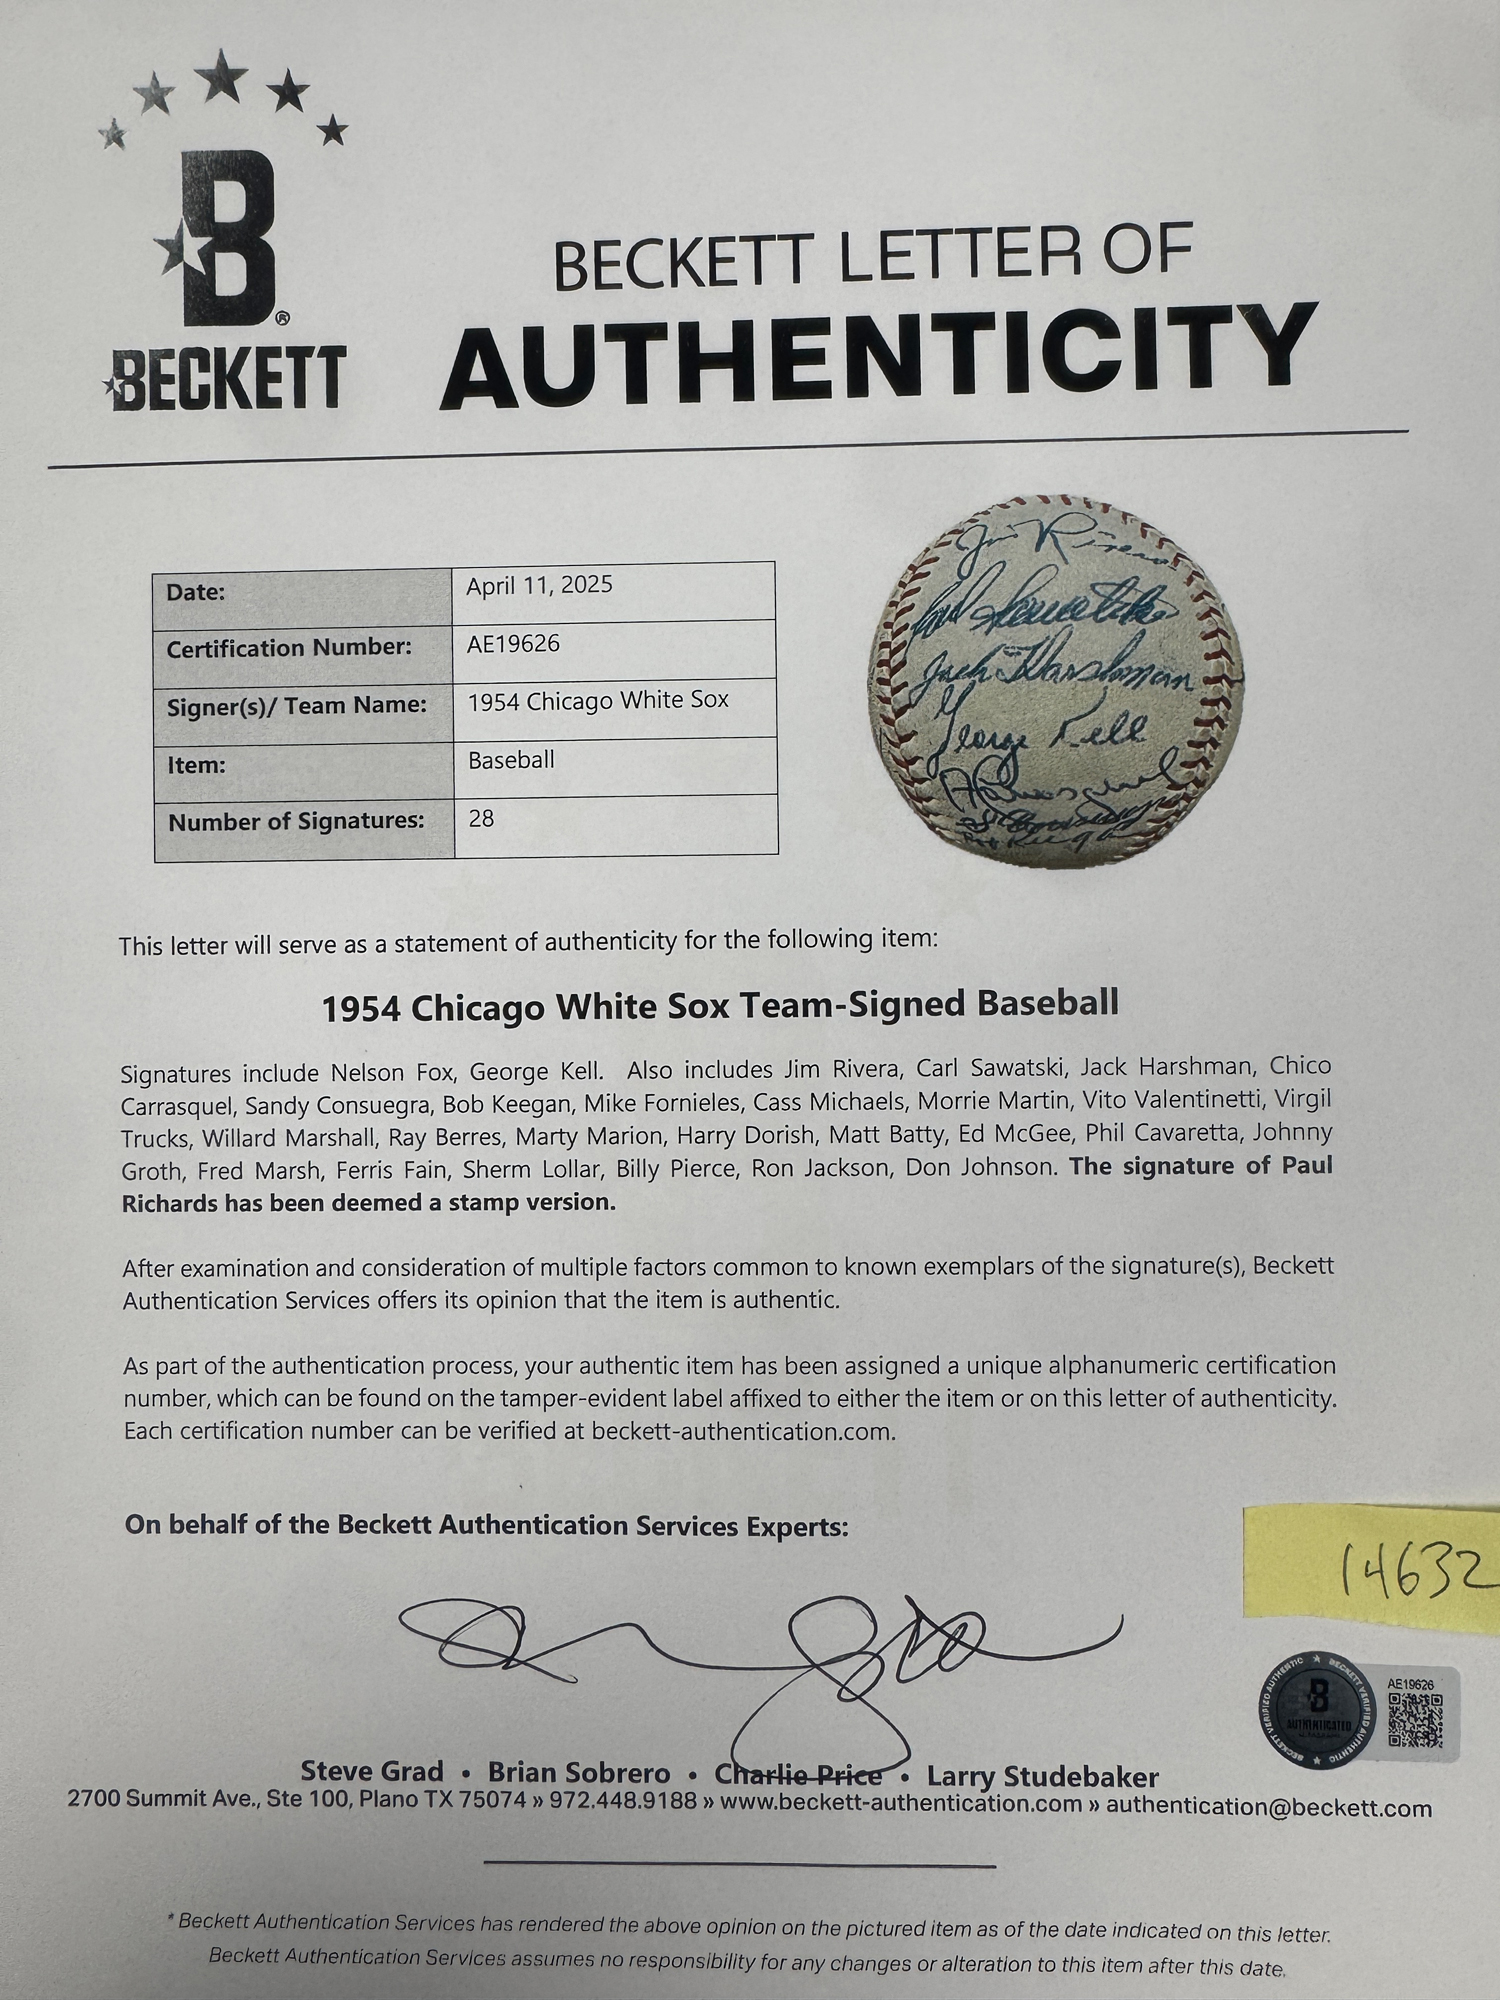 B®
BECKETT
BECKETT LETTER OF
AUTHENTICITY
Date: April 11, 2025
Certification Number: AE19626
Signer(s)/ Team Name: 1954 Chicago White Sox
Item: Baseball
Number of Signatures: 28
Jim Rivera
Carl Sawatski
Jack Harshman
George Kell
A Carrasquel
S Consuegra
Bob Keegan
This letter will serve as a statement of authenticity for the following item:
1954 Chicago White Sox Team-Signed Baseball
Signatures include Nelson Fox, George Kell. Also includes Jim Rivera, Carl Sawatski, Jack Harshman, Chico
Carrasquel, Sandy Consuegra, Bob Keegan, Mike Fornieles, Cass Michaels, Morrie Martin, Vito Valentinetti, Virgil
Trucks, Willard Marshall, Ray Berres, Marty Marion, Harry Dorish, Matt Batty, Ed McGee, Phil Cavaretta, Johnny
Groth, Fred Marsh, Ferris Fain, Sherm Lollar, Billy Pierce, Ron Jackson, Don Johnson. The signature of Paul
Richards has been deemed a stamp version.
After examination and consideration of multiple factors common to known exemplars of the signature(s), Beckett
Authentication Services offers its opinion that the item is authentic.
As part of the authentication process, your authentic item has been assigned a unique alphanumeric certification
number, which can be found on the tamper-evident label affixed to either the item or on this letter of authenticity.
Each certification number can be verified at beckett-authentication.com.
On behalf of the Beckett Authentication Services Experts:
14632
BECKETT VERIFIED AUTHENTIC ★ BECKETT VERIFIED AUTHENTIC ★
B
AUTHENTICATED
AE19626
Steve Grad • Brian Sobrero • Charlie Price • Larry Studebaker
2700 Summit Ave., Ste 100, Plano TX 75074 » 972.448.9188 » www.beckett-authentication.com » authentication@beckett.com
* Beckett Authentication Services has rendered the above opinion on the pictured item as of the date indicated on this letter.
Beckett Authentication Services assumes no responsibility for any changes or alteration to this item after this date.